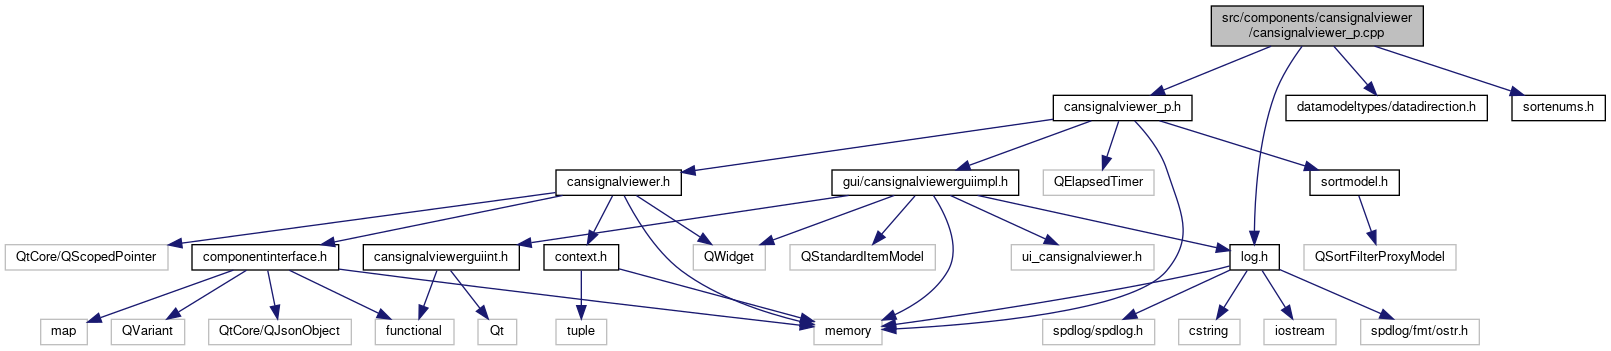 src/components/cansignalviewer
/cansignalviewer_p.cpp
cansignalviewer_p.h
datamodeltypes/datadirection.h
sortenums.h
cansignalviewer.h
gui/cansignalviewerguiimpl.h
QElapsedTimer
sortmodel.h
QtCore/QScopedPointer
componentinterface.h
cansignalviewerguiint.h
context.h
QWidget
QStandardItemModel
ui_cansignalviewer.h
log.h
QSortFilterProxyModel
map
QVariant
QtCore/QJsonObject
functional
Qt
tuple
memory
spdlog/spdlog.h
cstring
iostream
spdlog/fmt/ostr.h